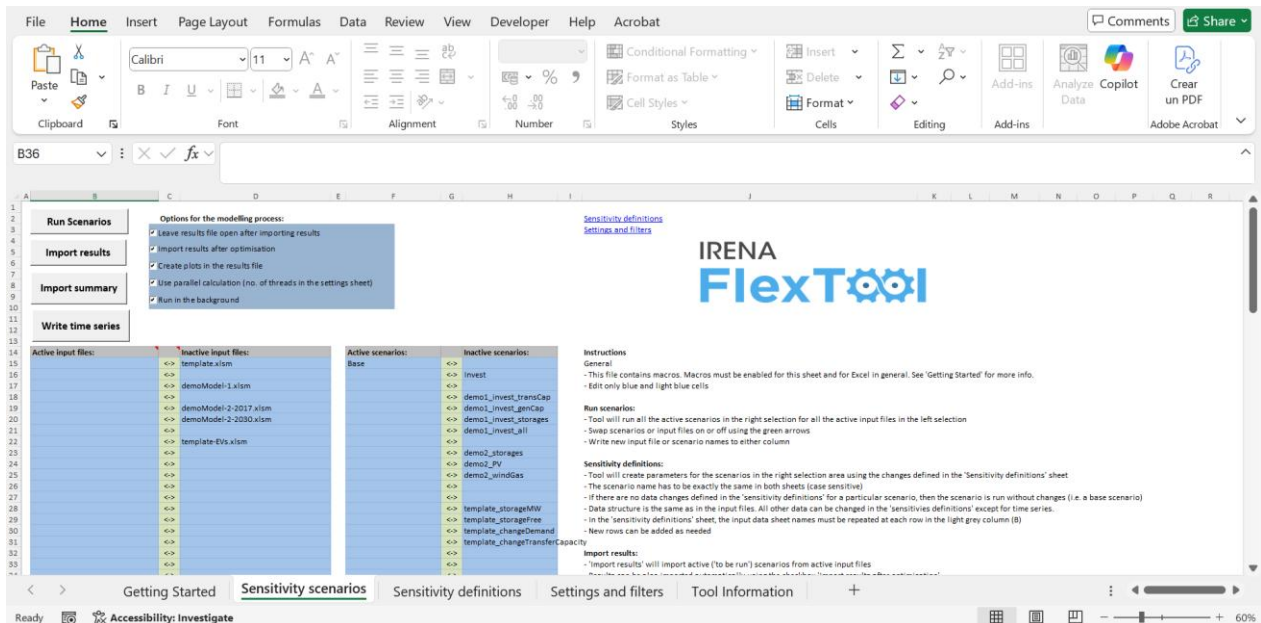 File Home Insert Page Layout Formulas Data Review View Developer Help Acrobat Comments Share
Paste
Clipboard
Calibri 11
B I U
Font
Alignment
Number
Conditional Formatting
Format as Table
Cell Styles
Styles
Insert
Delete
Format
Cells
Editing
Add-ins
Add-ins
Analyze Data
Copilot
Crear un PDF
Adobe Acrobat
B36 fx
A B C D E F G H I J K L M N O P Q R
Run Scenarios
Import results
Import summary
Write time series
Options for the modelling process:
Leave results file open after importing results
Import results after optimisation
Create plots in the results file
Use parallel calculation (no. of threads in the settings sheet)
Run in the background
Sensitivity definitions
Settings and filters
IRENA
FlexTool
Active input files: Inactive input files: Active scenarios: Inactive scenarios:
template.xlsm
demoModel-1.xlsm
demoModel-2-2017.xlsm
demoModel-2-2030.xlsm
template-EVs.xlsm
Base
Invest
demo1_invest_transCap
demo1_invest_genCap
demo1_invest_storages
demo1_invest_all
demo2_storages
demo2_PV
demo2_windGas
template_storageMW
template_storageFree
template_changeDemand
template_changeTransferCapacity
Instructions
General
- This file contains macros. Macros must be enabled for this sheet and for Excel in general. See 'Getting Started' for more info.
- Edit only blue and light blue cells
Run scenarios:
- Tool will run all the active scenarios in the right selection for all the active input files in the left selection
- Swap scenarios or input files on or off using the green arrows
- Write new input file or scenario names to either column
Sensitivity definitions:
- Tool will create parameters for the scenarios in the right selection area using the changes defined in the 'Sensitivity definitions' sheet
- The scenario name has to be exactly the same in both sheets (case sensitive)
- If there are no data changes defined in the 'sensitivity definitions' for a particular scenario, then the scenario is run without changes (i.e. a base scenario)
- Data structure is the same as in the input files. All other data can be changed in the 'sensitivies definitions' except for time series.
- In the 'sensitivity definitions' sheet, the input data sheet names must be repeated at each row in the light grey column (B)
- New rows can be added as needed
Import results:
- 'Import results' will import active ('to be run') scenarios from active input files
Getting Started Sensitivity scenarios Sensitivity definitions Settings and filters Tool Information
Ready Accessibility: Investigate 60%